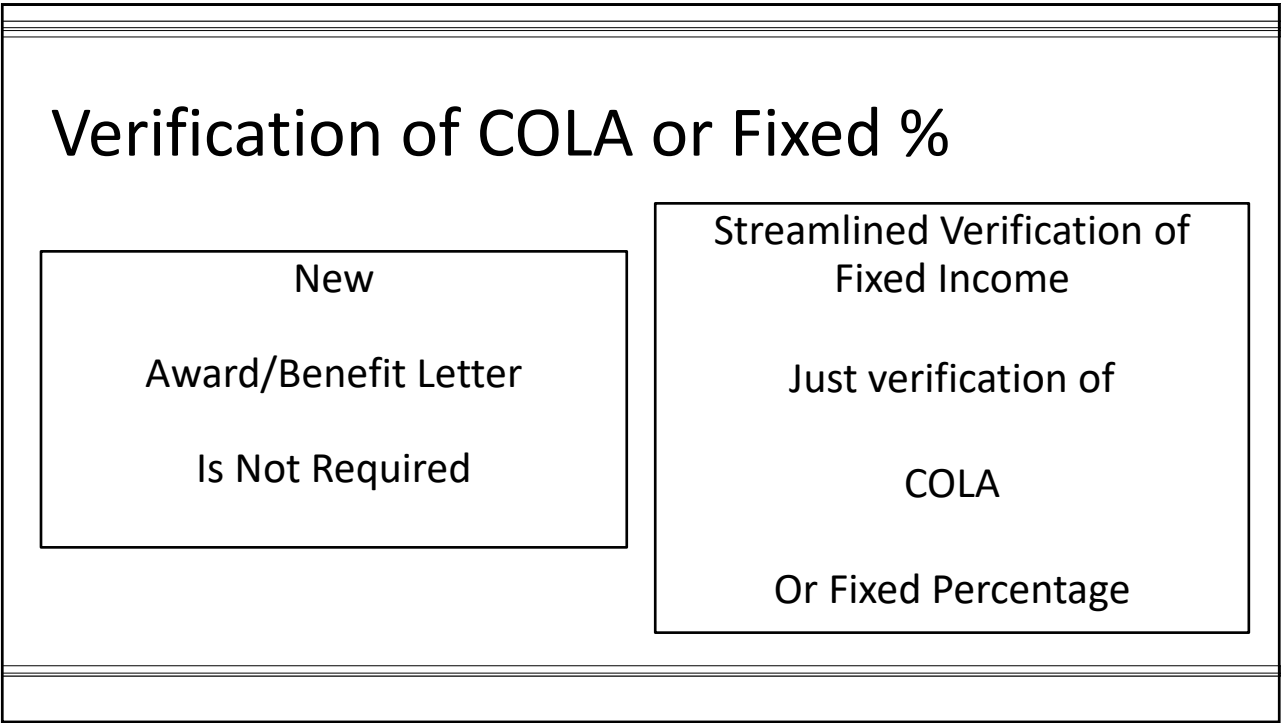 Verification of COLA or Fixed %
New
Award/Benefit Letter
Is Not Required
Streamlined Verification of
Fixed Income
Just verification of
COLA
Or Fixed Percentage